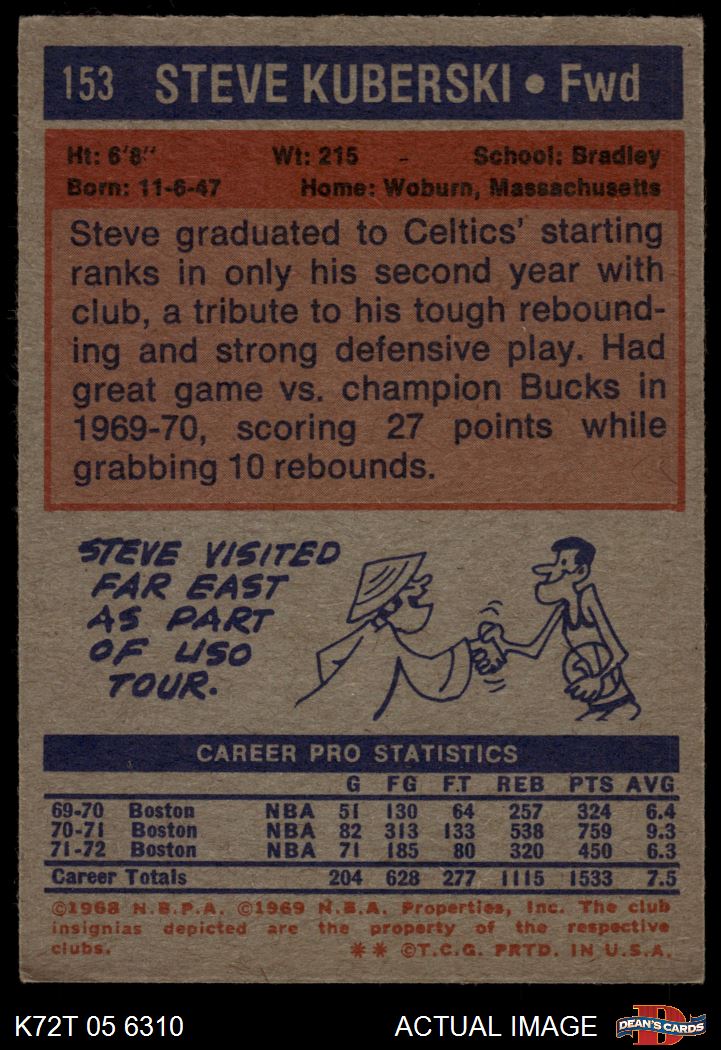 153 STEVE KUBERSKI • Fwd
Ht: 6'8" Wt: 215 School: Bradley
Born: 11-6-47 Home: Woburn, Massachusetts
Steve graduated to Celtics' starting
ranks in only his second year with
club, a tribute to his tough rebound-
ing and strong defensive play. Had
great game vs. champion Bucks in
1969-70, scoring 27 points while
grabbing 10 rebounds.
STEVE VISITED
FAR EAST
AS PART
OF USO
TOUR.
CAREER PRO STATISTICS
G FG FT REB PTS AVG
69-70 Boston NBA 51 130 64 257 324 6.4
70-71 Boston NBA 82 313 133 538 759 9.3
71-72 Boston NBA 71 185 80 320 450 6.3
Career Totals 204 628 277 1115 1533 7.5
©1968 N.B.P.A. ©1969 N.B.A. Properties, Inc. The club
insignias depicted are the property of the respective
clubs. ** ©T.C.G. PRTD. IN U.S.A.
K72T 05 6310 ACTUAL IMAGE D DEAN'S CARDS